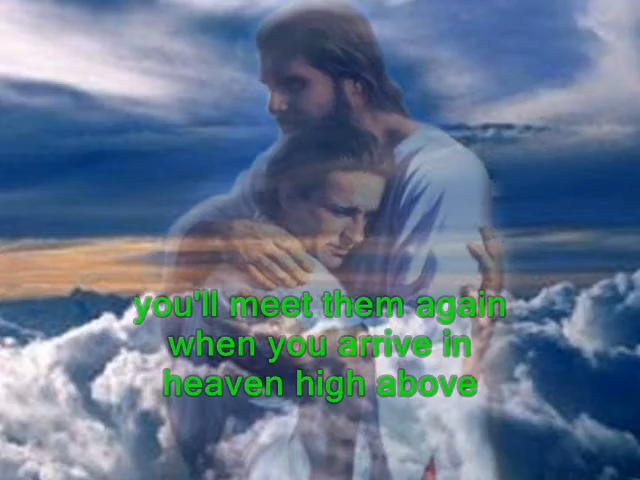 you'll meet them again
when you arrive in
heaven high above